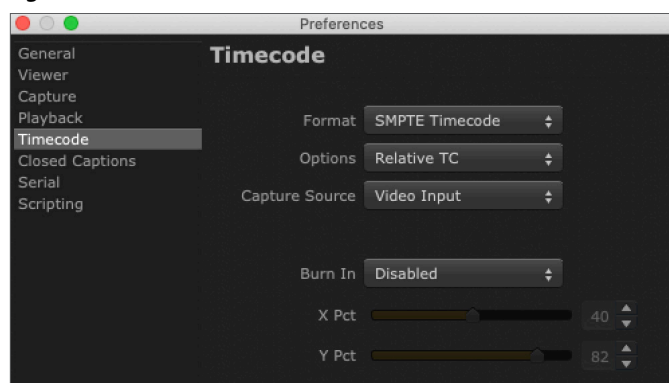 Preferences
General
Viewer
Capture
Playback
Timecode
Closed Captions
Serial
Scripting
Timecode
Format SMPTE Timecode
Options Relative TC
Capture Source Video Input
Burn In Disabled
X Pct 40
Y Pct 82